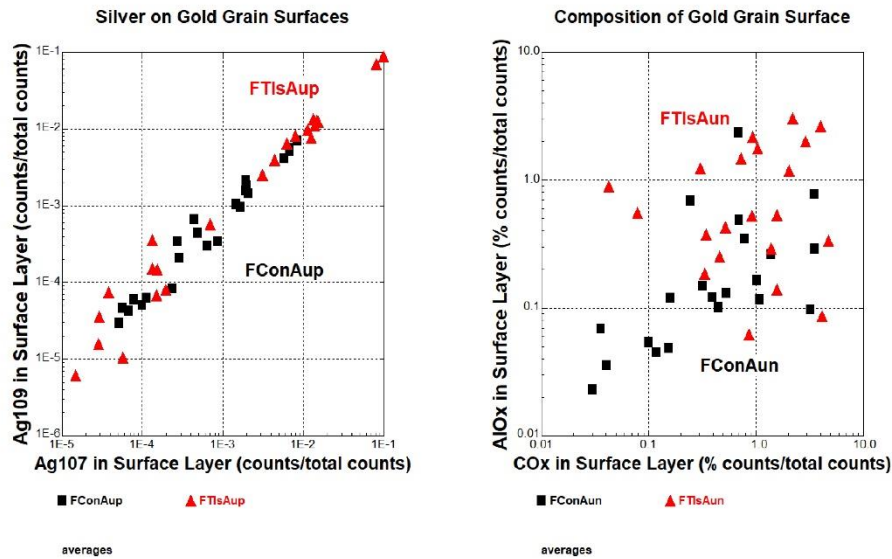 Silver on Gold Grain Surfaces
Ag109 in Surface Layer (counts/total counts)
1E-1
1E-2
1E-3
1E-4
1E-5
1E-6
FTlsAup
FConAup
1E-5
1E-4
1E-3
1E-2
1E-1
Ag107 in Surface Layer (counts/total counts)
FConAup
FTlsAup
averages
Composition of Gold Grain Surface
AlOx in Surface Layer (% counts/total counts)
10.0
1.0
0.1
0.01
FTlsAun
FConAun
0.01
0.1
1.0
10.0
COx in Surface Layer (% counts/total counts)
FConAun
FTlsAun
averages